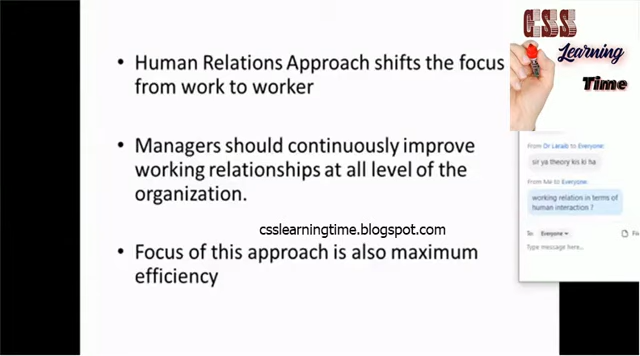 • Human Relations Approach shifts the focus
from work to worker
• Managers should continuously improve
working relationships at all level of the
organization.
csslearningtime.blogspot.com
• Focus of this approach is also maximum
efficiency
CSS
Learning
Time
From Dr Laraib to Everyone:
sir ya theory kis ki ha
From Me to Everyone:
working relation in terms of
human interaction ?
To: Everyone
Type message here...